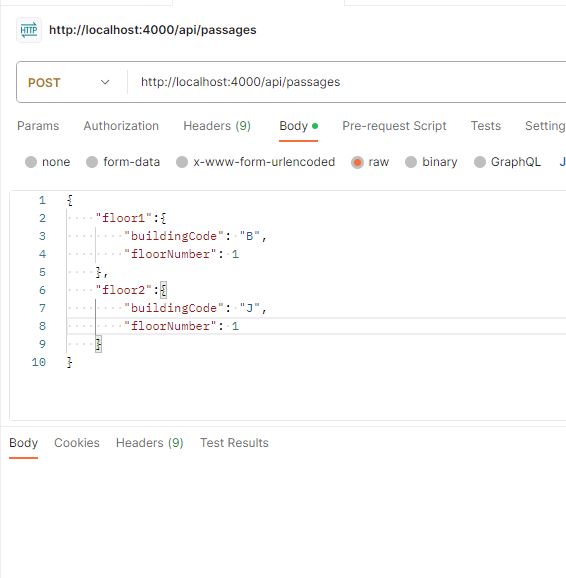 HTTP http://localhost:4000/api/passages
POST http://localhost:4000/api/passages
Params Authorization Headers (9) Body Pre-request Script Tests Setting
none form-data x-www-form-urlencoded raw binary GraphQL J
1 {
2 "floor1":{
3 "buildingCode": "B",
4 "floorNumber": 1
5 },
6 "floor2":{
7 "buildingCode": "J",
8 "floorNumber": 1
9 }
10 }
Body Cookies Headers (9) Test Results